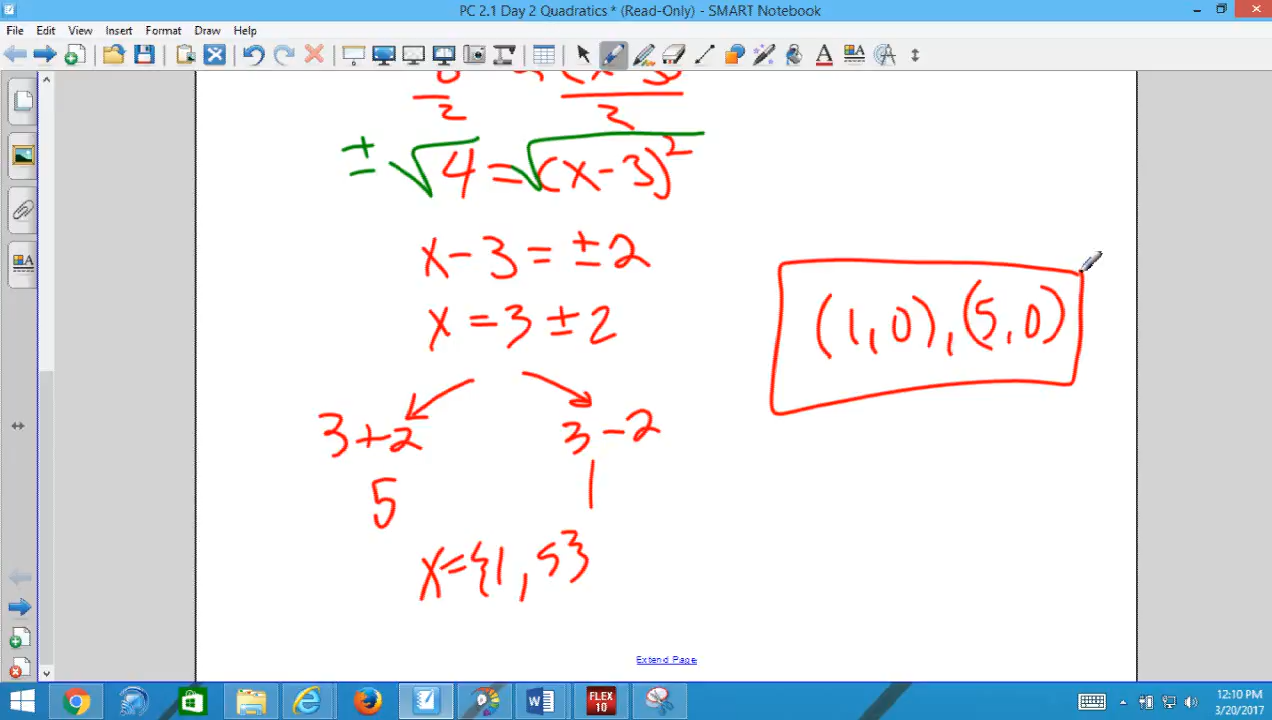 PC 2.1 Day 2 Quadratics * (Read-Only) - SMART Notebook
File Edit View Insert Format Draw Help
2 2
± √4 = √(x-3)²
x - 3 = ± 2
x = 3 ± 2
(1,0), (5,0)
3+2 3-2
5 1
x = {1, 5}
Extend Page
FLEX 10
12:10 PM
3/20/2017